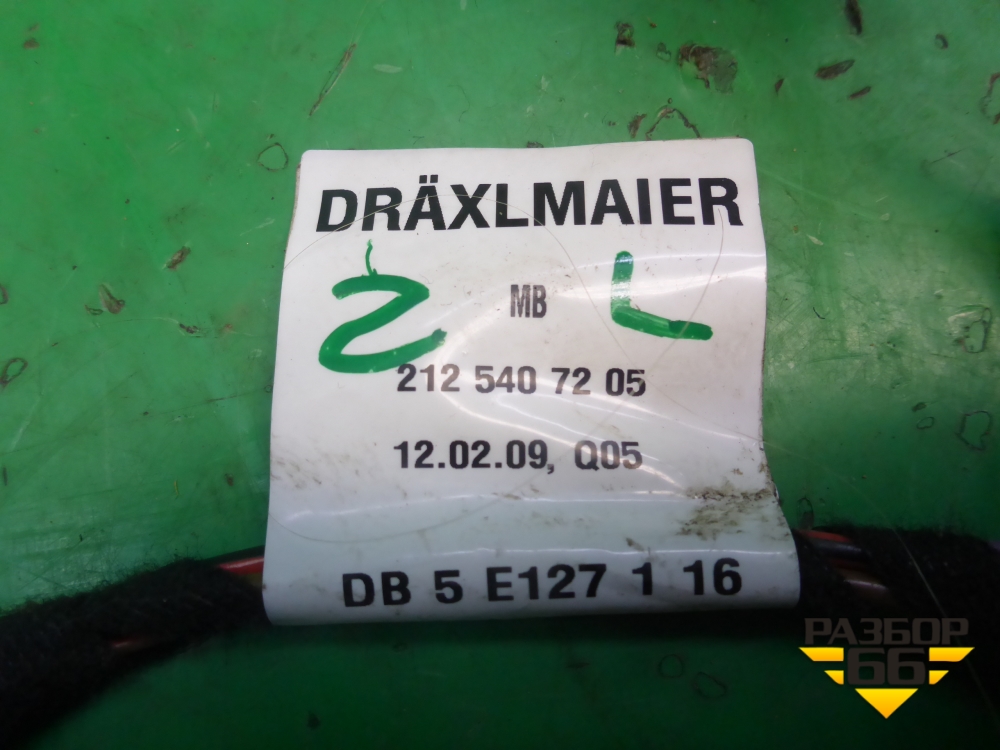 DRÄXLMAIER
2 MB L
212 540 72 05
12.02.09, Q05
DB 5 E127 1 16
РАЗБОР
66